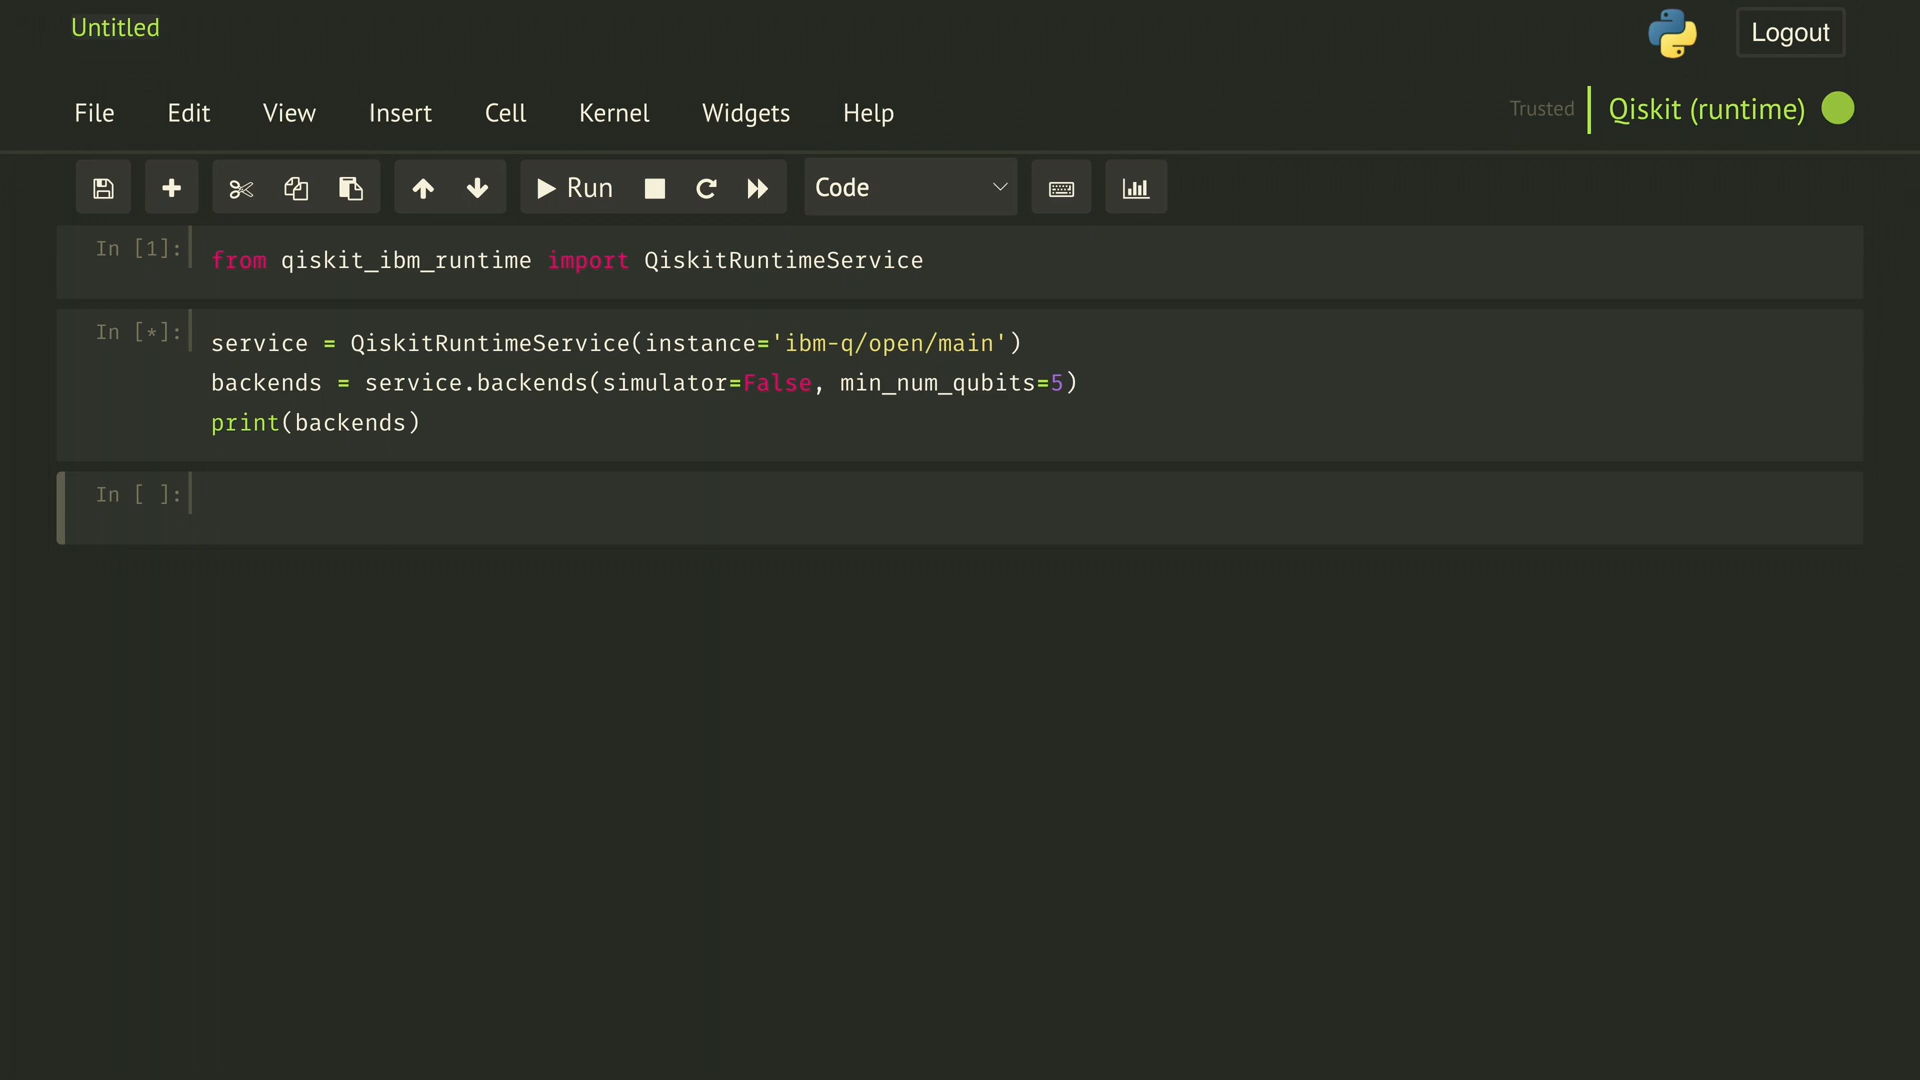 Untitled
Logout
File Edit View Insert Cell Kernel Widgets Help
Trusted
Qiskit (runtime)
Run
Code
In [1]:
from qiskit_ibm_runtime import QiskitRuntimeService
In [*]:
service = QiskitRuntimeService(instance='ibm-q/open/main')
backends = service.backends(simulator=False, min_num_qubits=5)
print(backends)
In [ ]: